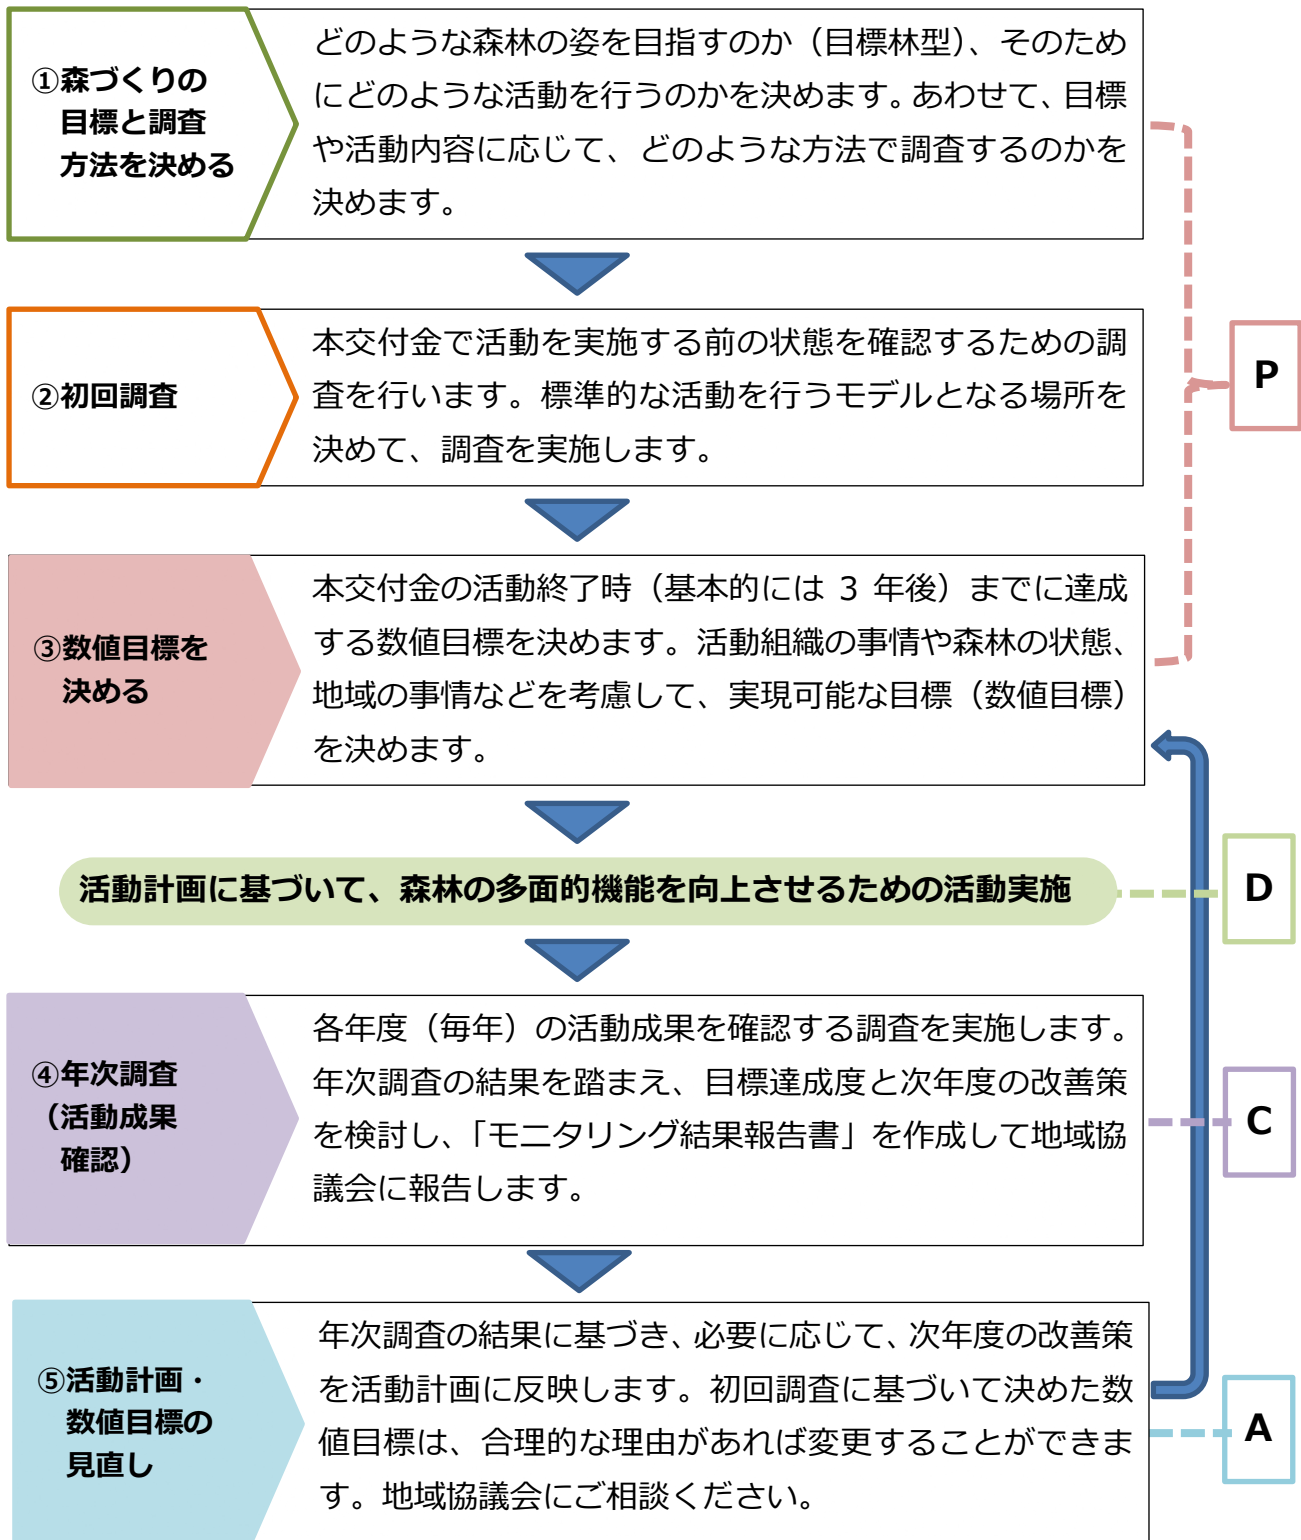 ①森づくりの
目標と調査
方法を決める
どのような森林の姿を目指すのか（目標林型）、そのため
にどのような活動を行うのかを決めます。あわせて、目標
や活動内容に応じて、どのような方法で調査するのかを
決めます。
②初回調査
本交付金で活動を実施する前の状態を確認するための調
査を行います。標準的な活動を行うモデルとなる場所を
決めて、調査を実施します。
P
③数値目標を
決める
本交付金の活動終了時（基本的には 3 年後）までに達成
する数値目標を決めます。活動組織の事情や森林の状態、
地域の事情などを考慮して、実現可能な目標（数値目標）
を決めます。
活動計画に基づいて、森林の多面的機能を向上させるための活動実施
D
④年次調査
（活動成果
確認）
各年度（毎年）の活動成果を確認する調査を実施します。
年次調査の結果を踏まえ、目標達成度と次年度の改善策
を検討し、「モニタリング結果報告書」を作成して地域協
議会に報告します。
C
⑤活動計画・
数値目標の
見直し
年次調査の結果に基づき、必要に応じて、次年度の改善策
を活動計画に反映します。初回調査に基づいて決めた数
値目標は、合理的な理由があれば変更することができま
す。地域協議会にご相談ください。
A